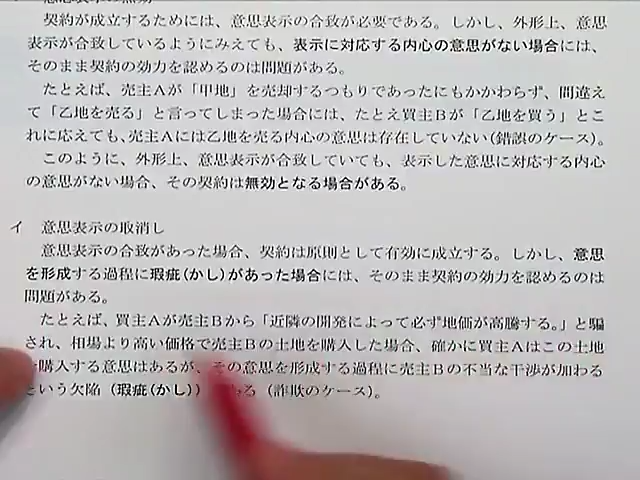 契約が成立するためには、意思表示の合致が必要である。しかし、外形上、意思
表示が合致しているようにみえても、表示に対応する内心の意思がない場合には、
そのまま契約の効力を認めるのは問題がある。
たとえば、売主Aが「甲地」を売却するつもりであったにもかかわらず、間違え
て「乙地を売る」と言ってしまった場合には、たとえ買主Bが「乙地を買う」とこ
れに応えても、売主Aには乙地を売る内心の意思は存在していない(錯誤のケース)。
このように、外形上、意思表示が合致していても、表示した意思に対応する内心
の意思がない場合、その契約は無効となる場合がある。
イ 意思表示の取消し
意思表示の合致があった場合、契約は原則として有効に成立する。しかし、意思
を形成する過程に瑕疵(かし)があった場合には、そのまま契約の効力を認めるのは
問題がある。
たとえば、買主Aが売主Bから「近隣の開発によって必ず地価が高騰する。」と騙
され、相場より高い価格で売主Bの土地を購入した場合、確かに買主Aはこの土地
購入する意思はあるが、その意思を形成する過程に売主Bの不当な干渉が加わる
という欠陥(瑕疵(かし)) ある(詐欺のケース)。